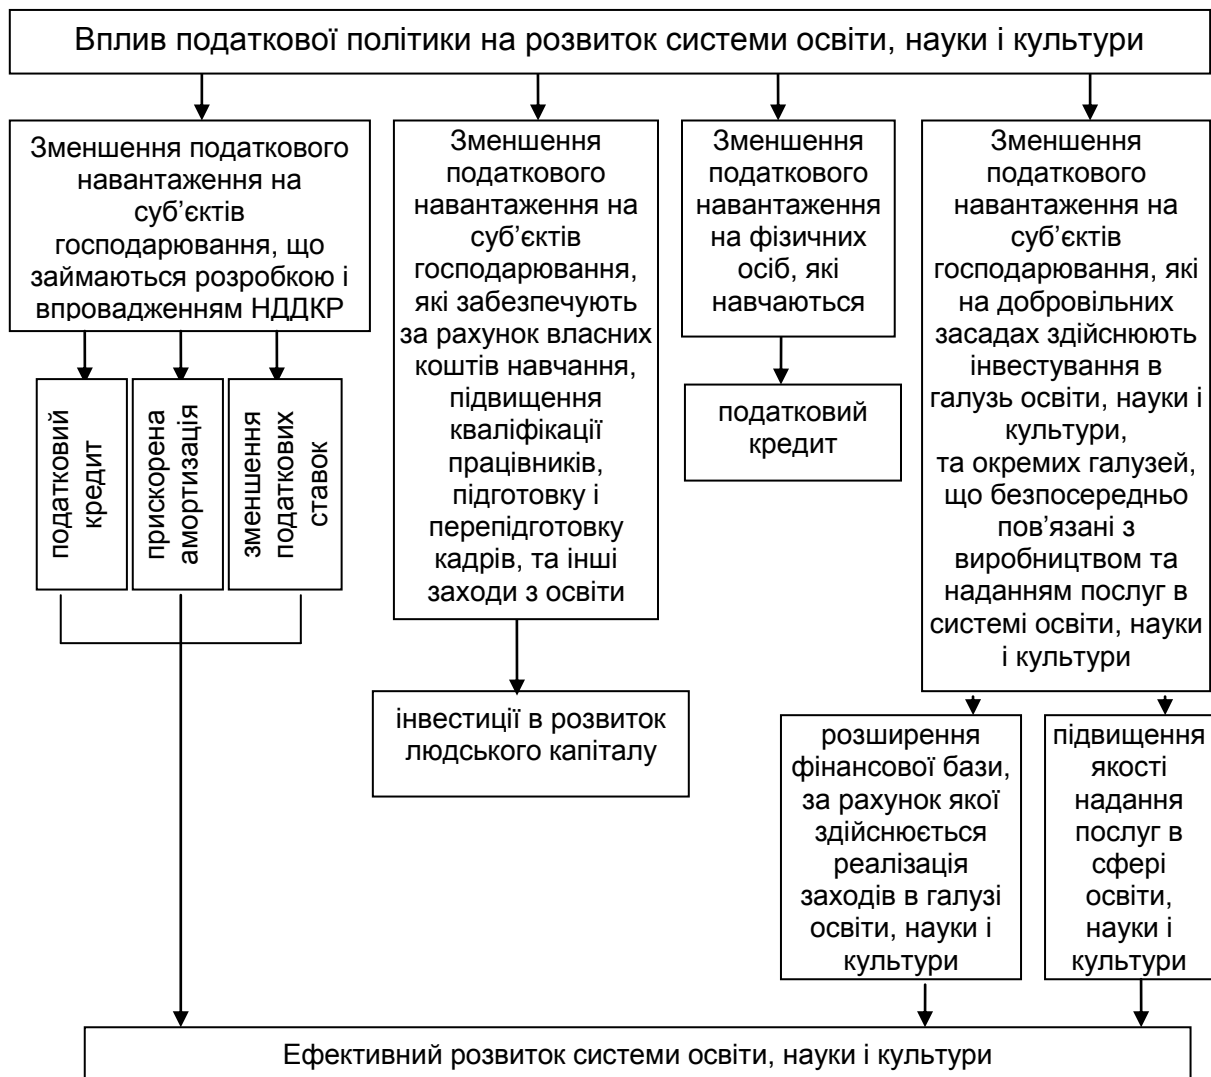 Вплив податкової політики на розвиток системи освіти, науки і культури
Зменшення податкового
навантаження на
суб’єктів
господарювання, що
займаються розробкою і
впровадженням НДДКР
податковий
кредит
прискорена
амортизація
зменшення
податкових
ставок
Зменшення
податкового
навантаження на
суб’єктів
господарювання,
які забезпечують
за рахунок власних
коштів навчання,
підвищення
кваліфікації
працівників,
підготовку і
перепідготовку
кадрів, та інші
заходи з освіти
інвестиції в розвиток
людського капіталу
Зменшення
податкового
навантаження
на фізичних
осіб, які
навчаються
податковий
кредит
Зменшення
податкового
навантаження на
суб’єктів
господарювання, які
на добровільних
засадах здійснюють
інвестування в
галузь освіти, науки і
культури,
та окремих галузей,
що безпосередньо
пов’язані з
виробництвом та
наданням послуг в
системі освіти, науки
і культури
розширення
фінансової бази,
за рахунок якої
здійснюється
реалізація
заходів в галузі
освіти, науки і
культури
підвищення
якості
надання
послуг в
сфері
освіти,
науки і
культури
Ефективний розвиток системи освіти, науки і культури